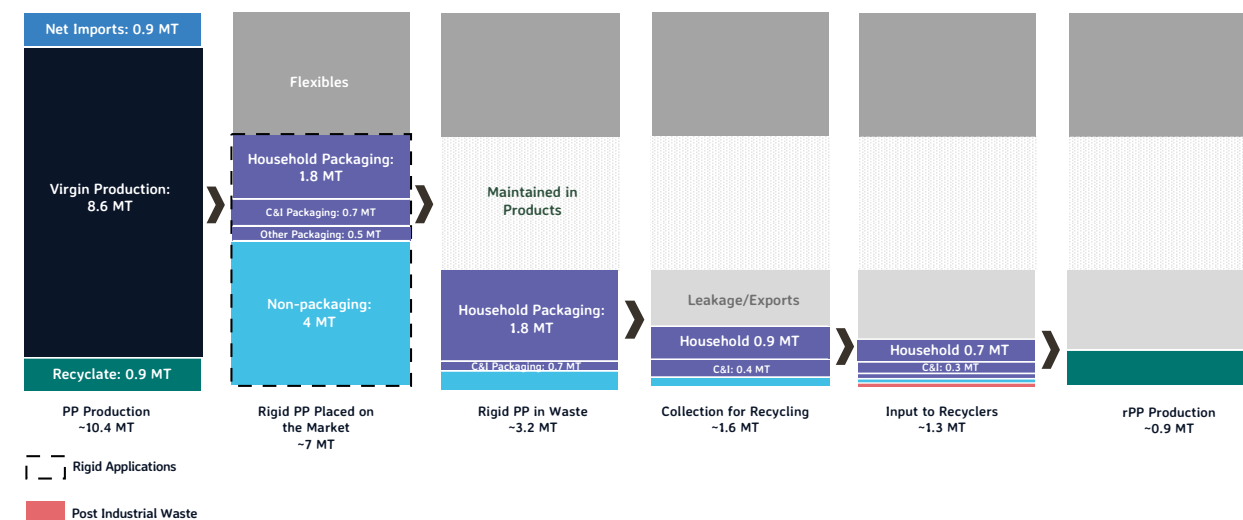 Net Imports: 0.9 MT
Virgin Production:
8.6 MT
Recyclate: 0.9 MT
PP Production
~10.4 MT
Flexibles
Household Packaging:
1.8 MT
C&I Packaging: 0.7 MT
Other Packaging: 0.5 MT
Non-packaging:
4 MT
Rigid PP Placed on
the Market
~7 MT
Maintained in
Products
Household Packaging:
1.8 MT
C&I Packaging: 0.7 MT
Rigid PP in Waste
~3.2 MT
Leakage/Exports
Household 0.9 MT
C&I: 0.4 MT
Collection for Recycling
~1.6 MT
Household 0.7 MT
C&I: 0.3 MT
Input to Recyclers
~1.3 MT
rPP Production
~0.9 MT
Rigid Applications
Post Industrial Waste